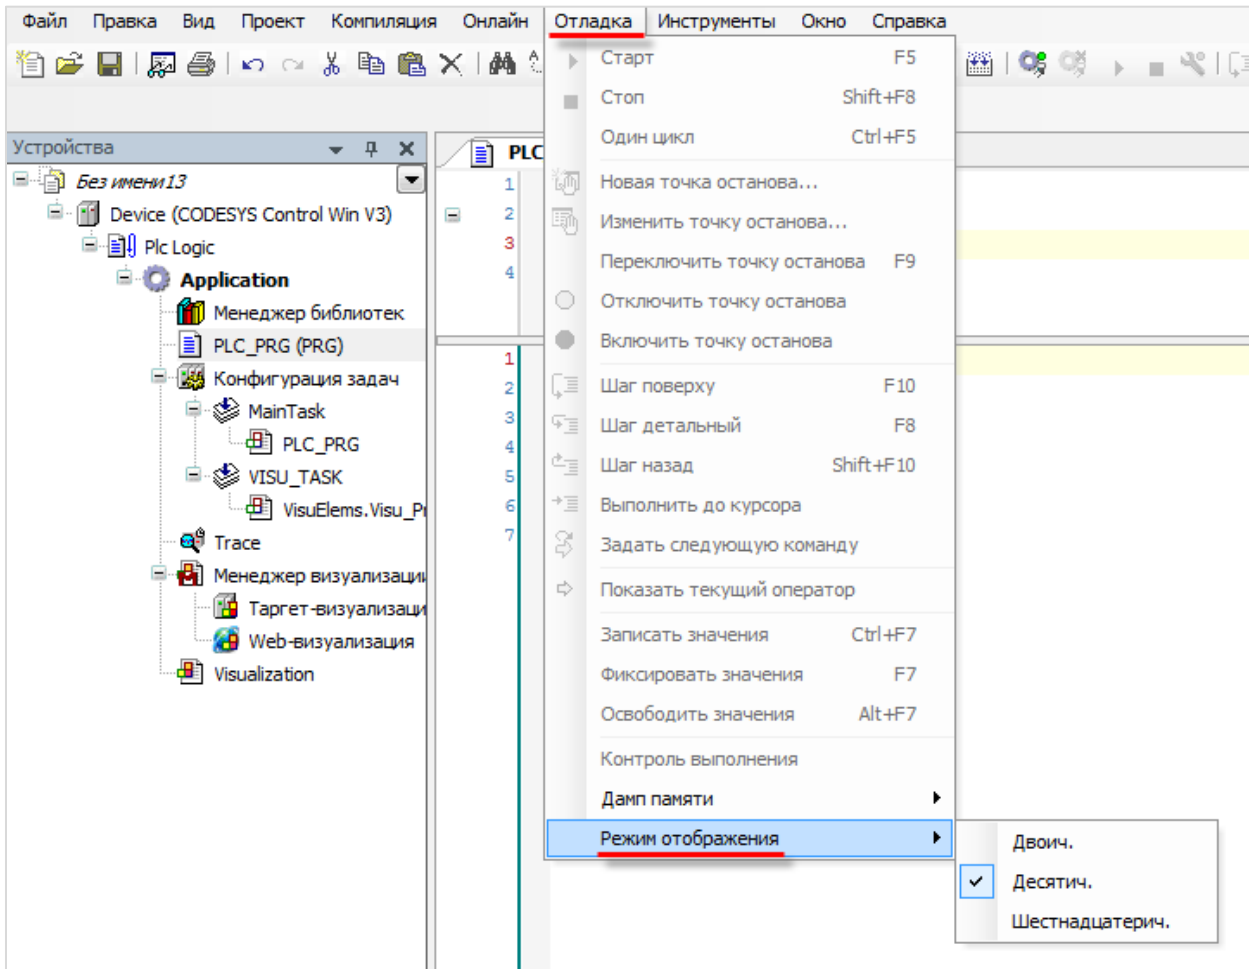 Файл Правка Вид Проект Компиляция Онлайн Отладка Инструменты Окно Справка
Устройства
Без имени13
Device (CODESYS Control Win V3)
Plc Logic
Application
Менеджер библиотек
PLC_PRG (PRG)
Конфигурация задач
MainTask
PLC_PRG
VISU_TASK
VisuElems.Visu_Pr
Trace
Менеджер визуализации
Таргет-визуализаци
Web-визуализация
Visualization
PLC
1
2
3
4
1
2
3
4
5
6
7
Старт F5
Стоп Shift+F8
Один цикл Ctrl+F5
Новая точка останова...
Изменить точку останова...
Переключить точку останова F9
Отключить точку останова
Включить точку останова
Шаг поверху F10
Шаг детальный F8
Шаг назад Shift+F10
Выполнить до курсора
Задать следующую команду
Показать текущий оператор
Записать значения Ctrl+F7
Фиксировать значения F7
Освободить значения Alt+F7
Контроль выполнения
Дамп памяти
Режим отображения
Двоич.
Десятич.
Шестнадцатерич.